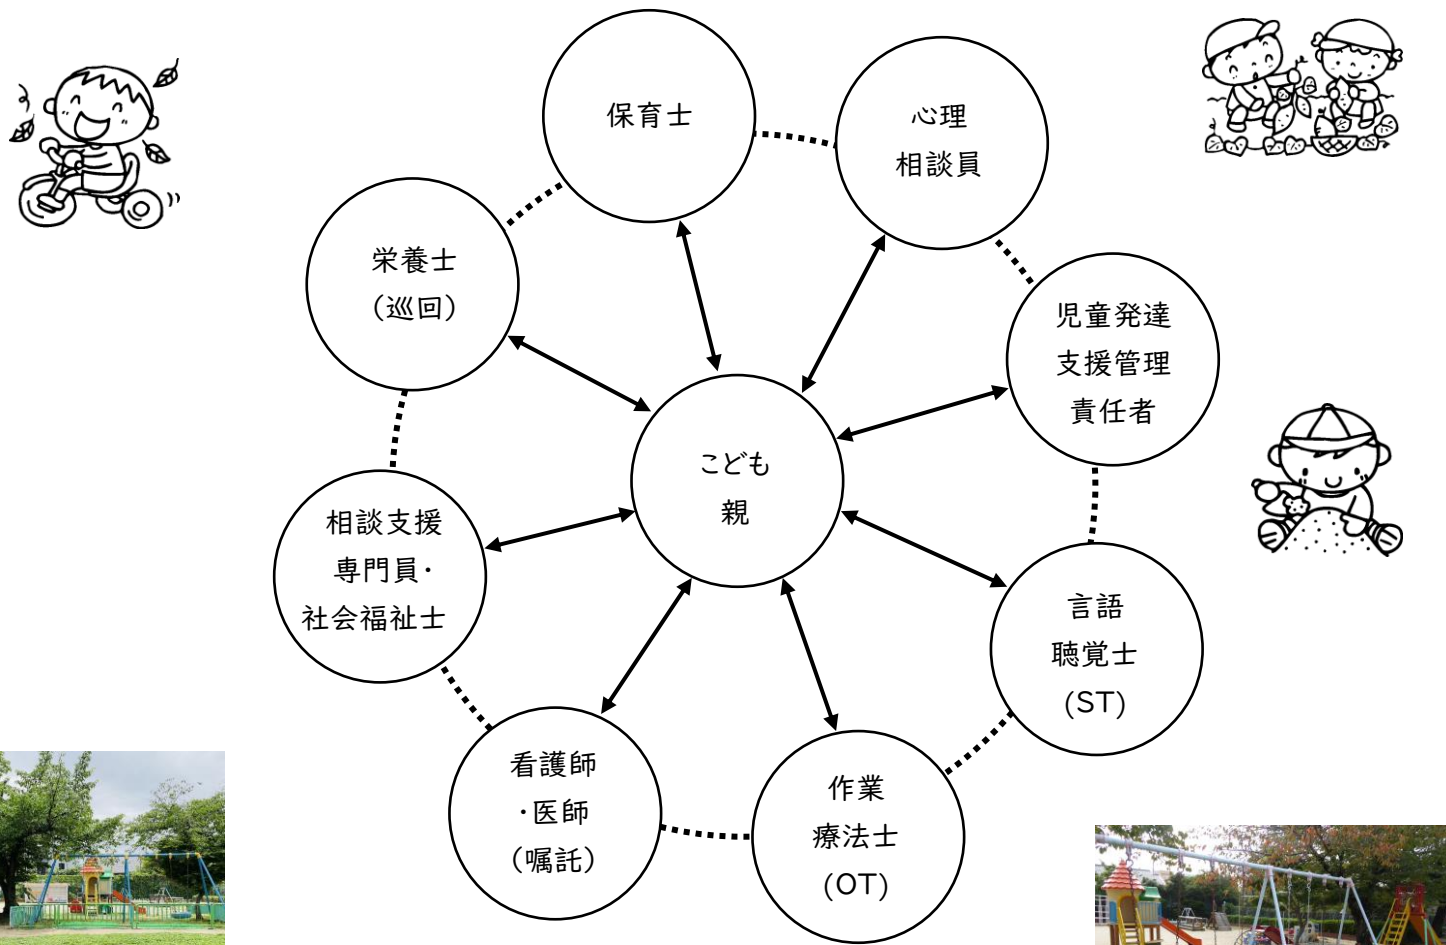 保育士
心理
相談員
栄養士
（巡回）
児童発達
支援管理
責任者
こども
親
相談支援
専門員・
社会福祉士
言語
聴覚士
(ST)
看護師
・医師
（嘱託）
作業
療法士
(OT)